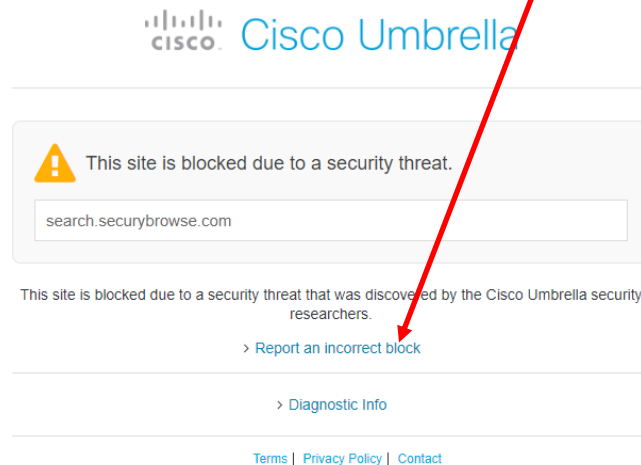 cisco. Cisco Umbrella
This site is blocked due to a security threat.
search.securybrowse.com
This site is blocked due to a security threat that was discovered by the Cisco Umbrella security
researchers.
> Report an incorrect block
> Diagnostic Info
Terms | Privacy Policy | Contact